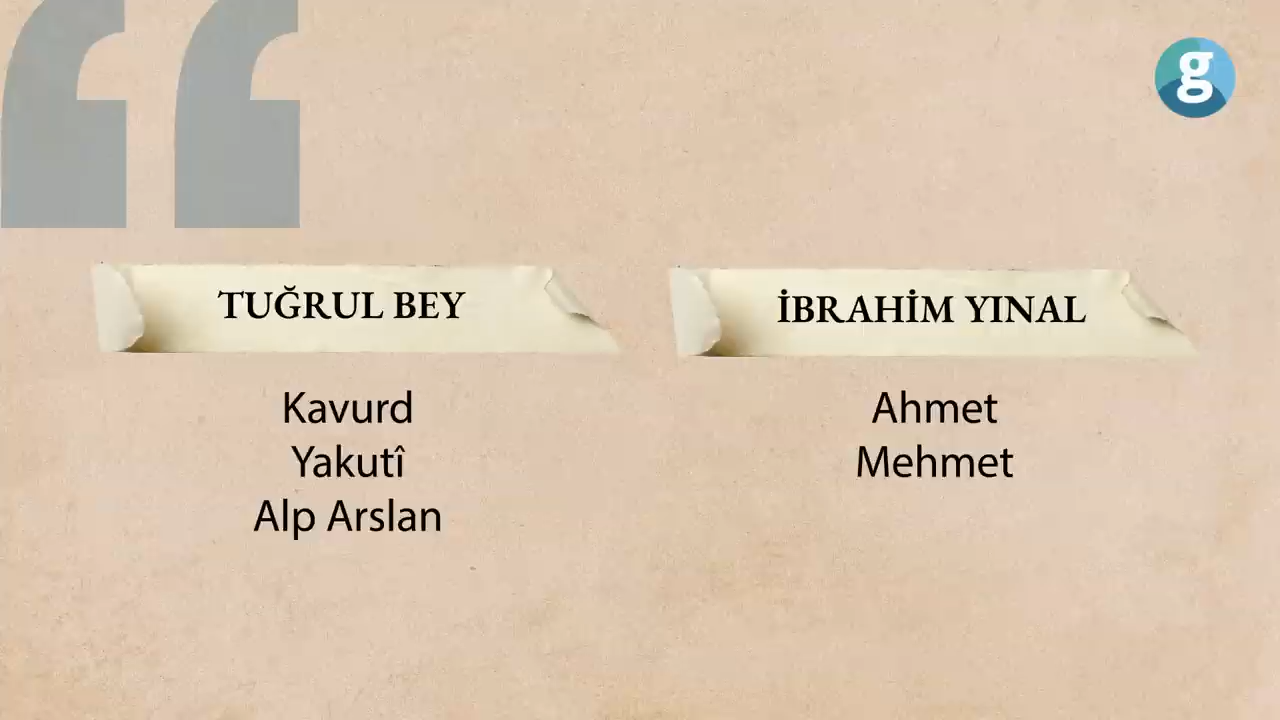 g
TUĞRUL BEY
Kavurd
Yakutî
Alp Arslan
İBRAHİM YINAL
Ahmet
Mehmet